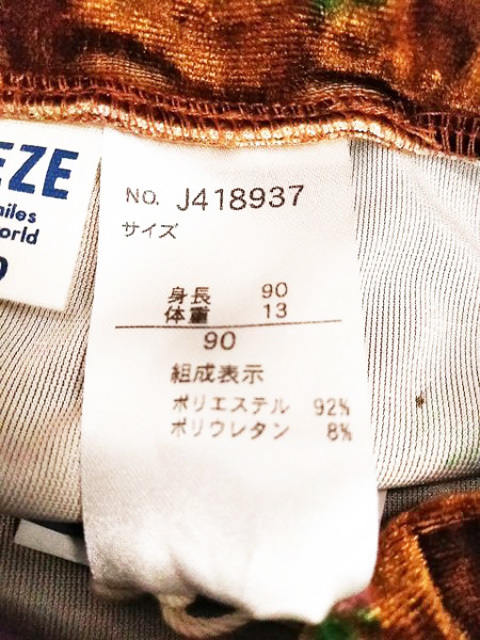 EZE
miles
orld
No. J418937
サイズ
身長 90
体重 13
90
組成表示
ポリエステル 92%
ポリウレタン 8%